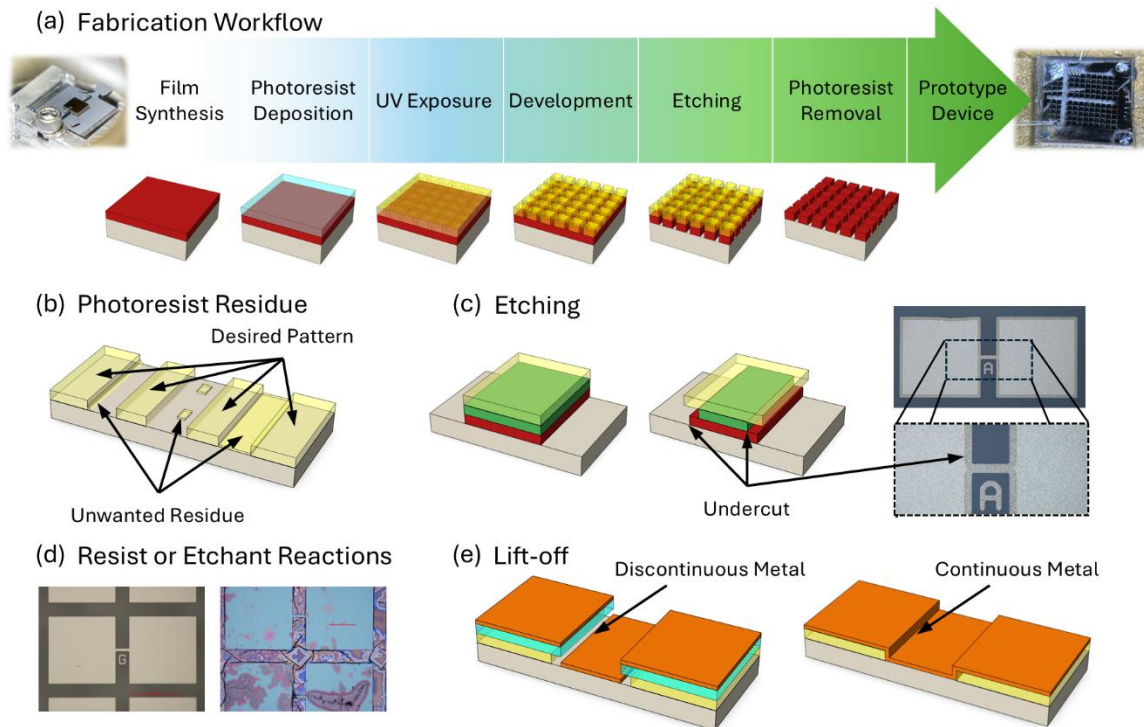 (a) Fabrication Workflow
Film
Synthesis
Photoresist
Deposition
UV Exposure
Development
Etching
Photoresist
Removal
Prototype
Device
(b) Photoresist Residue
Desired Pattern
Unwanted Residue
(c) Etching
A
A
Undercut
(d) Resist or Etchant Reactions
G
(e) Lift-off
Discontinuous Metal
Continuous Metal